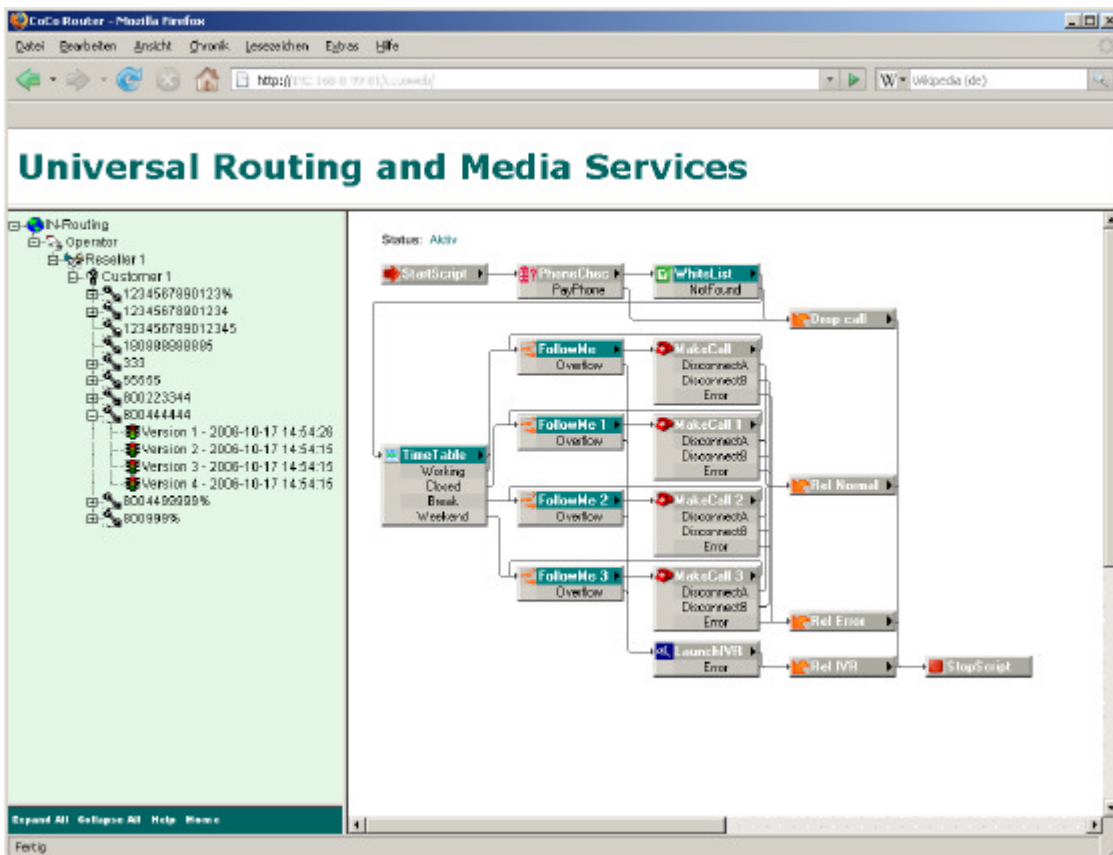 CoCo Router - Mozilla Firefox
Datei Bearbeiten Ansicht Chronik Lesezeichen Extras Hilfe
http:// Wikipedia (de)
Universal Routing and Media Services
IN-Routing
Operator
Reseller 1
Customer 1
1234567890123%
12345678901234
123456789012345
333
55555
800223344
800444444
Version 1 - 2006-10-17 14:54:26
Version 2 - 2006-10-17 14:54:15
Version 3 - 2006-10-17 14:54:15
Version 4 - 2006-10-17 14:54:15
8004499999%
800999%
Expand All Collapse All Help Home
Status: Aktiv
StartScript
PhoneChec
PayPhone
WhiteList
NotFound
Drop call
FollowMe
Overflow
MakeCall
DisconnectA
DisconnectB
Error
FollowMe 1
Overflow
MakeCall 1
DisconnectA
DisconnectB
Error
TimeTable
Working
Closed
Break
Weekend
FollowMe 2
Overflow
MakeCall 2
DisconnectA
DisconnectB
Error
Rel Normal
FollowMe 3
Overflow
MakeCall 3
DisconnectA
DisconnectB
Error
Rel Error
LaunchIVR
Error
Rel IVR
StopScript
Fertig